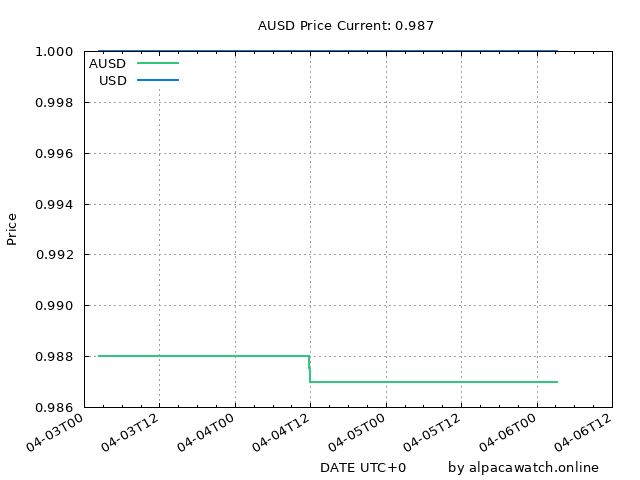 AUSD Price Current: 0.987
1.000
AUSD
USD
0.998
0.996
0.994
Price
0.992
0.990
0.988
0.986
04-03T00 04-03T12 04-04T00 04-04T12 04-05T00 04-05T12 04-06T00 04-06T12
DATE UTC+0 by alpacawatch.online